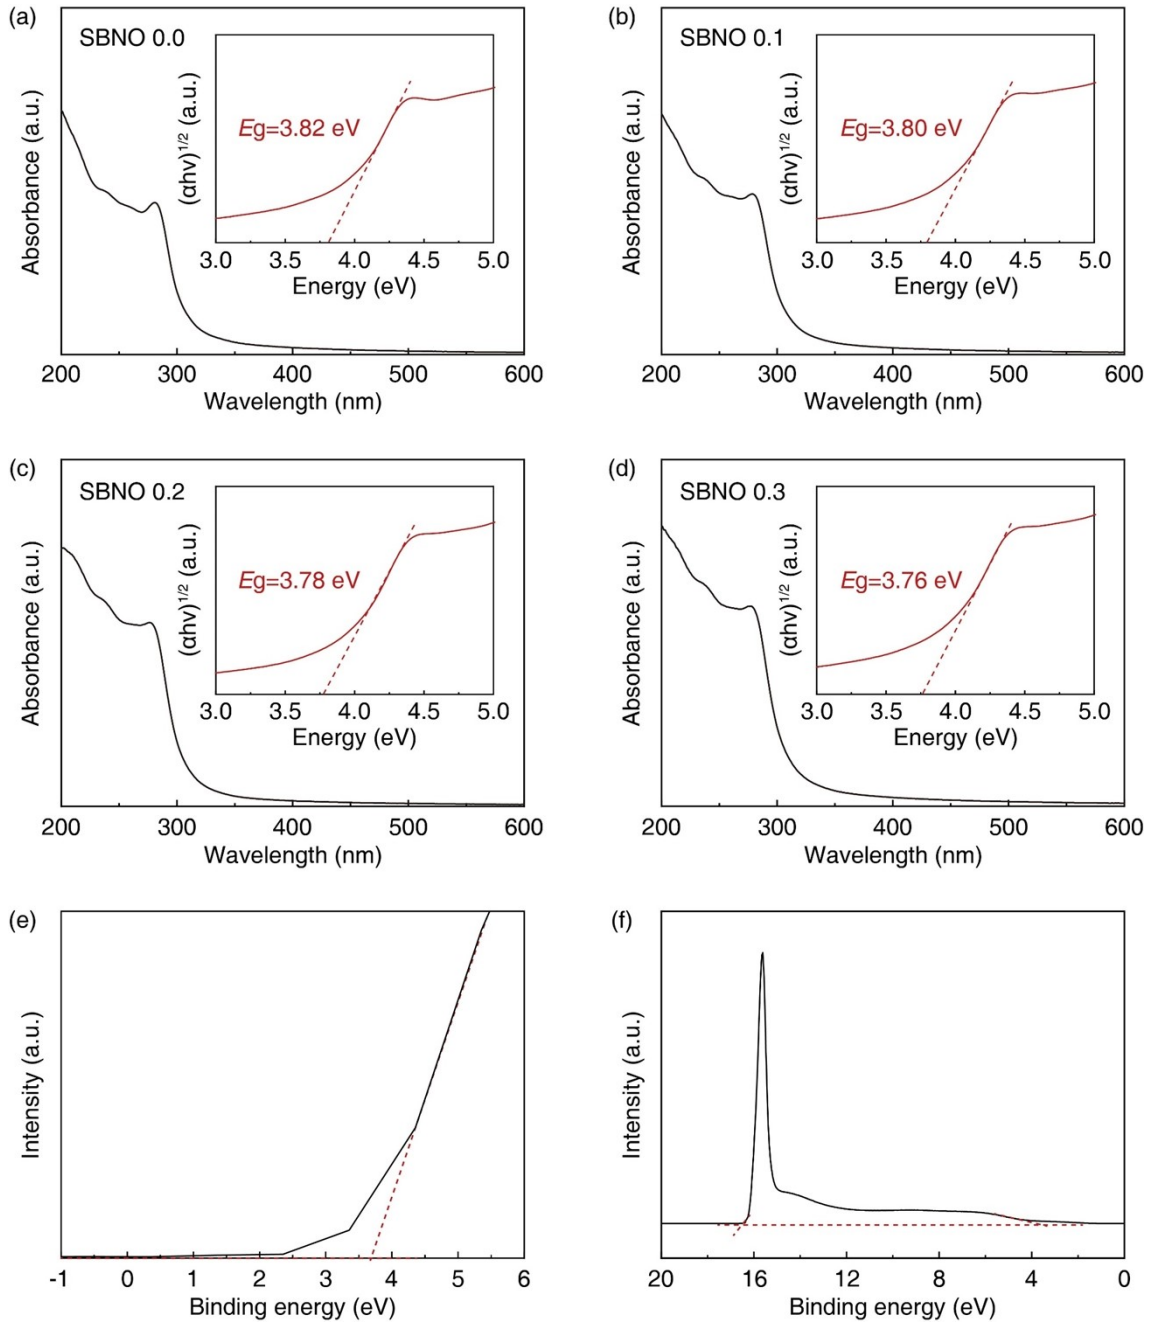 (a)
SBNO 0.0
Absorbance (a.u.)
(αhv)1/2 (a.u.)
Eg=3.82 eV
3.0 3.5 4.0 4.5 5.0
Energy (eV)
200 300 400 500 600
Wavelength (nm)
(b)
SBNO 0.1
Absorbance (a.u.)
(αhv)1/2 (a.u.)
Eg=3.80 eV
3.0 3.5 4.0 4.5 5.0
Energy (eV)
200 300 400 500 600
Wavelength (nm)
(c)
SBNO 0.2
Absorbance (a.u.)
(αhv)1/2 (a.u.)
Eg=3.78 eV
3.0 3.5 4.0 4.5 5.0
Energy (eV)
200 300 400 500 600
Wavelength (nm)
(d)
SBNO 0.3
Absorbance (a.u.)
(αhv)1/2 (a.u.)
Eg=3.76 eV
3.0 3.5 4.0 4.5 5.0
Energy (eV)
200 300 400 500 600
Wavelength (nm)
(e)
Intensity (a.u.)
-1 0 1 2 3 4 5 6
Binding energy (eV)
(f)
Intensity (a.u.)
20 16 12 8 4 0
Binding energy (eV)